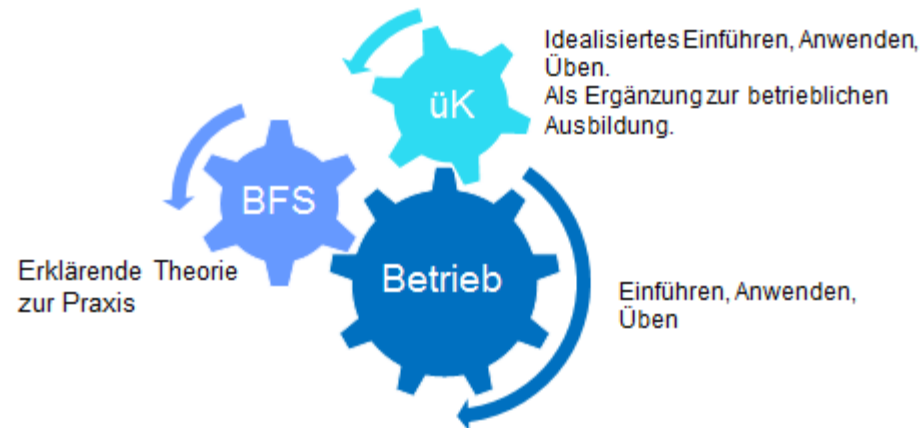 Idealisiertes Einführen, Anwenden,
Üben.
Als Ergänzung zur betrieblichen
Ausbildung.
üK
BFS
Erklärende Theorie
zur Praxis
Betrieb
Einführen, Anwenden,
Üben